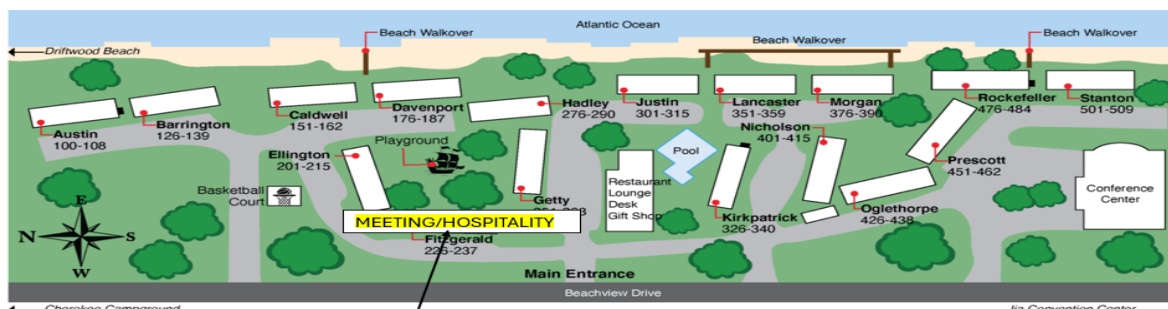 Atlantic Ocean
Beach Walkover
Beach Walkover
Beach Walkover
Driftwood Beach
Austin
100-108
Barrington
126-139
Caldwell
151-162
Davenport
176-187
Hadley
276-290
Justin
301-315
Lancaster
351-359
Morgan
376-390
Rockefeller
476-484
Stanton
501-509
Nicholson
401-415
Prescott
451-462
Ellington
201-215
Playground
Pool
Basketball
Court
Getty
Restaurant
Lounge
Desk
Gift Shop
Kirkpatrick
326-340
Oglethorpe
426-438
Conference
Center
MEETING/HOSPITALITY
Fitzgerald
226-237
E
N
S
W
Main Entrance
Beachview Drive
Cherokee Campground
Convention Center